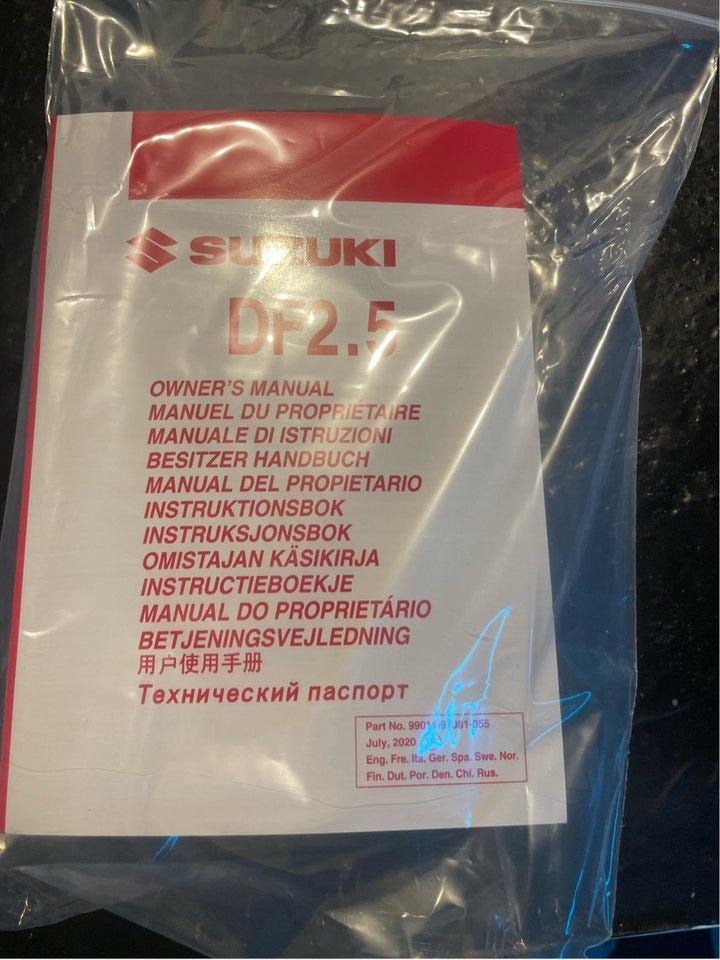 SUZUKI
DF2.5
OWNER'S MANUAL
MANUEL DU PROPRIÉTAIRE
MANUALE DI ISTRUZIONI
BESITZER HANDBUCH
MANUAL DEL PROPIETARIO
INSTRUKTIONSBOK
INSTRUKSJONSBOK
OMISTAJAN KÄSIKIRJA
INSTRUCTIEBOEKJE
MANUAL DO PROPRIETÁRIO
BETJENINGSVEJLEDNING
用户使用手册
Технический паспорт
Part No.
July, 2020
Eng. Fre. Ita. Ger. Spa. Swe. Nor.
Fin. Dut. Por. Den. Chi. Rus.